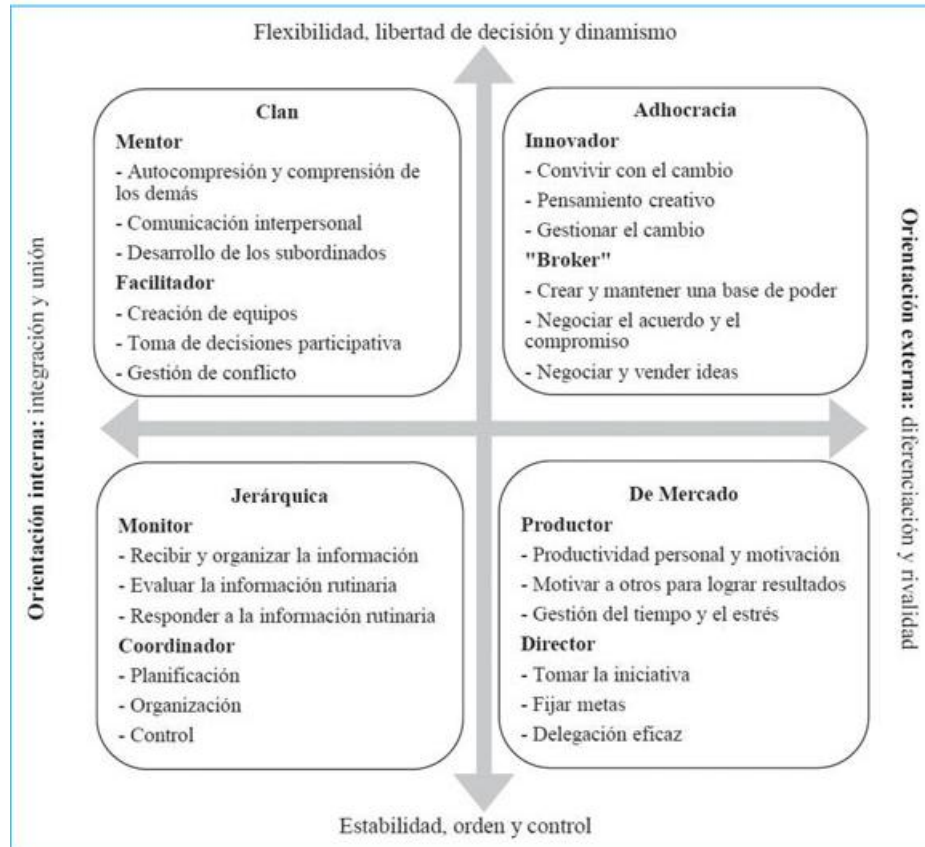 Flexibilidad, libertad de decisión y dinamismo
Clan
Mentor
- Autocompresión y comprensión de
los demás
- Comunicación interpersonal
- Desarrollo de los subordinados
Facilitador
- Creación de equipos
- Toma de decisiones participativa
- Gestión de conflicto
Adhocracia
Innovador
- Convivir con el cambio
- Pensamiento creativo
- Gestionar el cambio
"Broker"
- Crear y mantener una base de poder
- Negociar el acuerdo y el
compromiso
- Negociar y vender ideas
Orientación interna: integración y unión
Orientación externa: diferenciación y rivalidad
Jerárquica
Monitor
- Recibir y organizar la información
- Evaluar la información rutinaria
- Responder a la información rutinaria
Coordinador
- Planificación
- Organización
- Control
De Mercado
Productor
- Productividad personal y motivación
- Motivar a otros para lograr resultados
- Gestión del tiempo y el estrés
Director
- Tomar la iniciativa
- Fijar metas
- Delegación eficaz
Estabilidad, orden y control